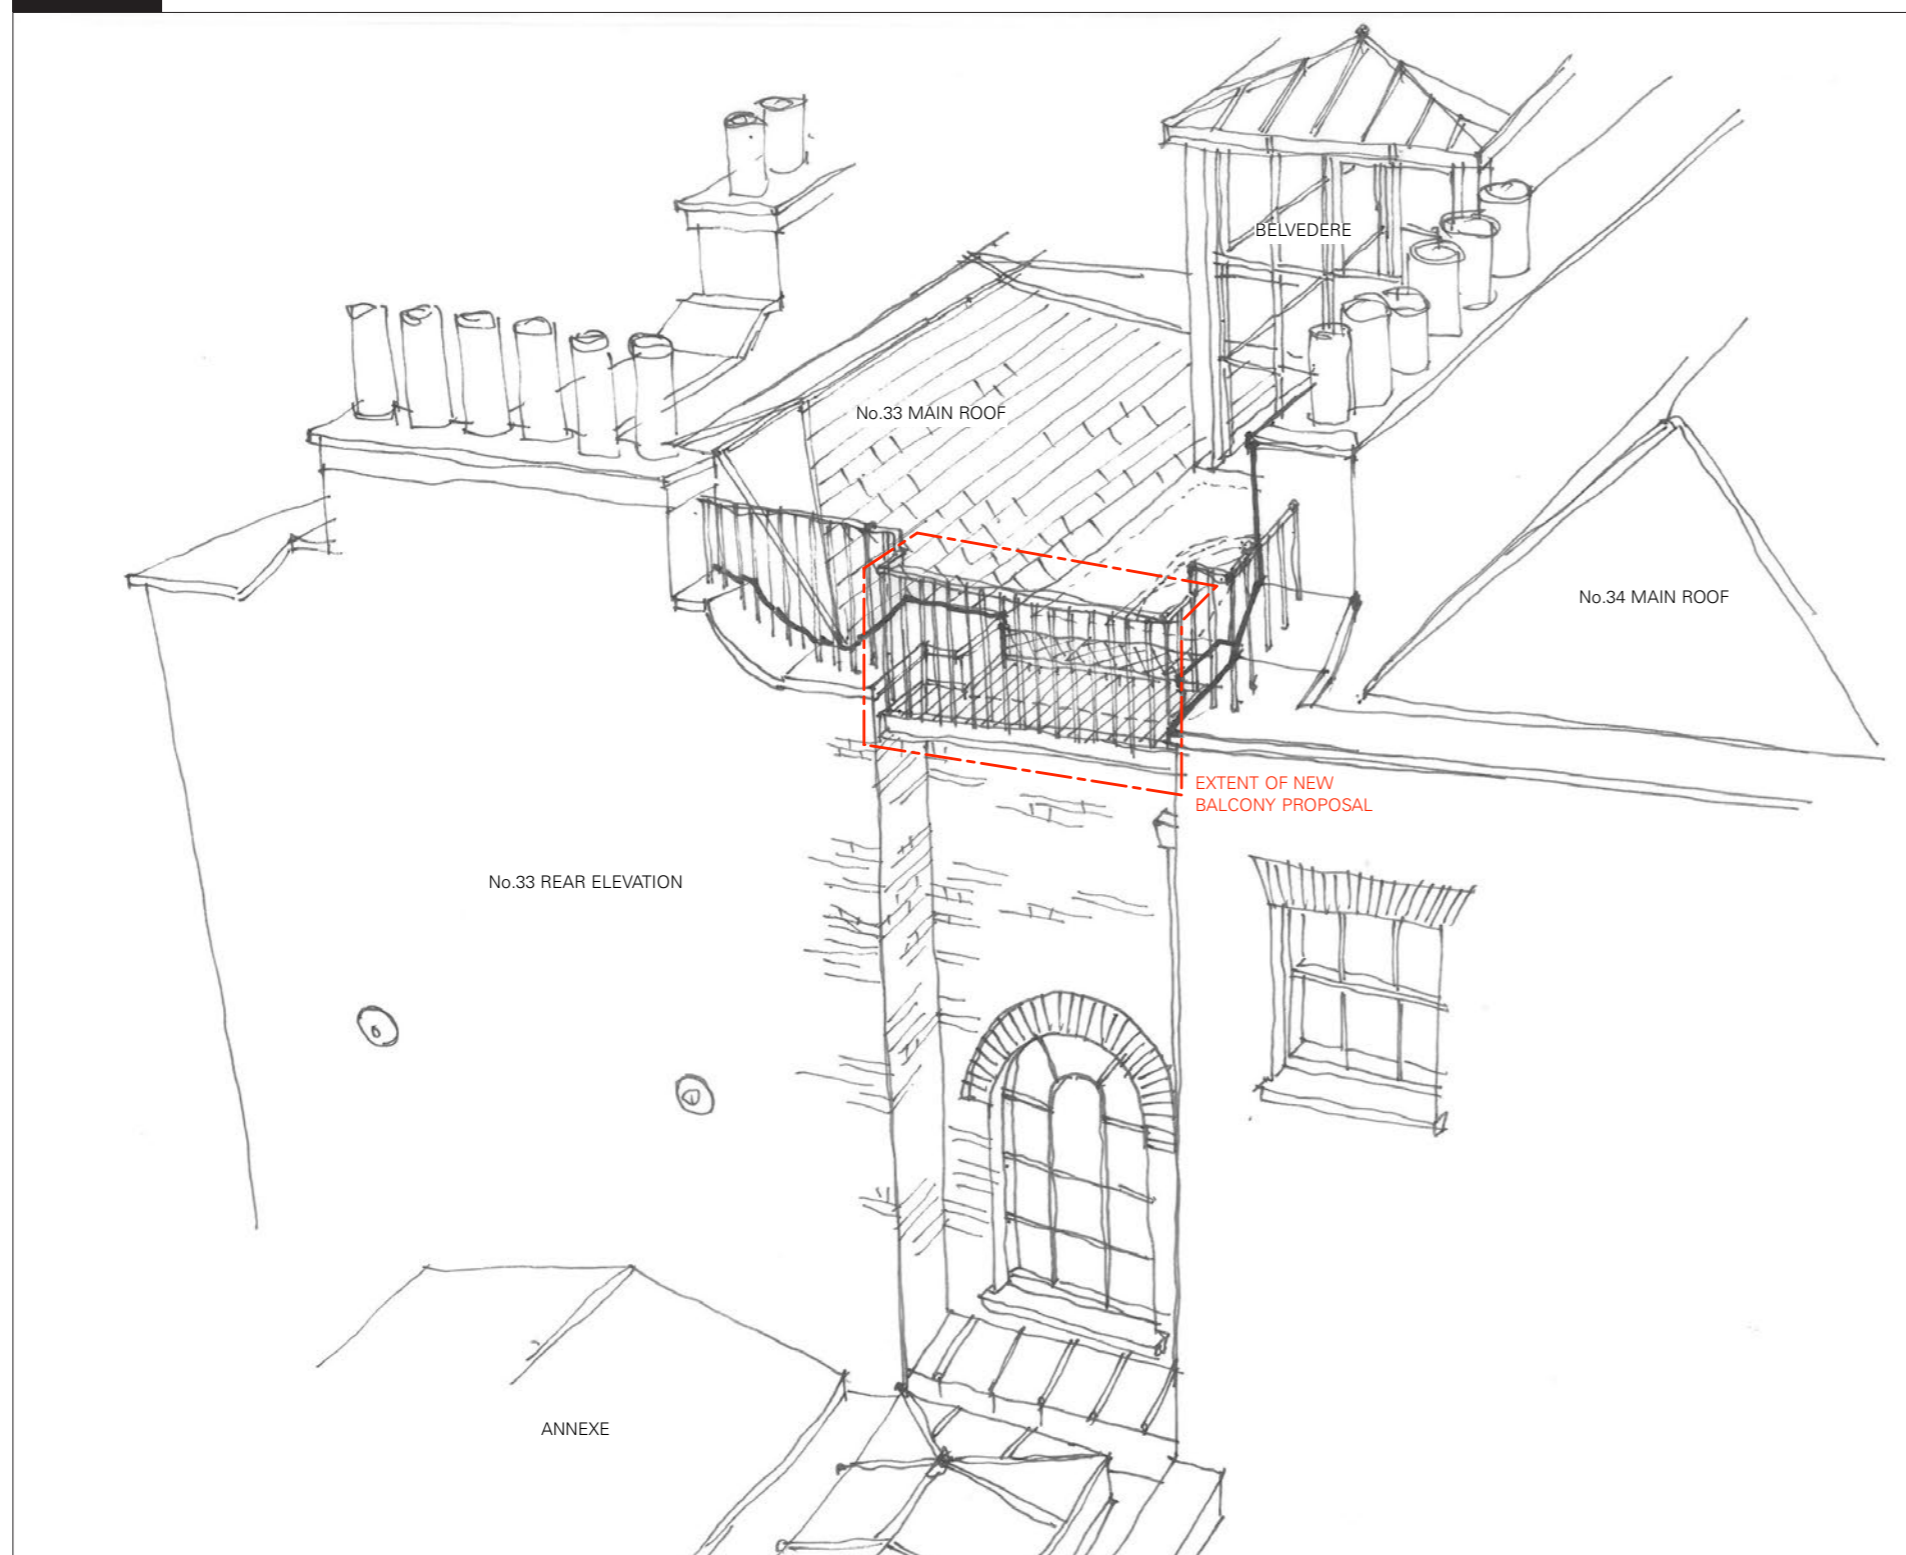 BELVEDERE
No.33 MAIN ROOF
No.34 MAIN ROOF
EXTENT OF NEW
BALCONY PROPOSAL
No.33 REAR ELEVATION
ANNEXE